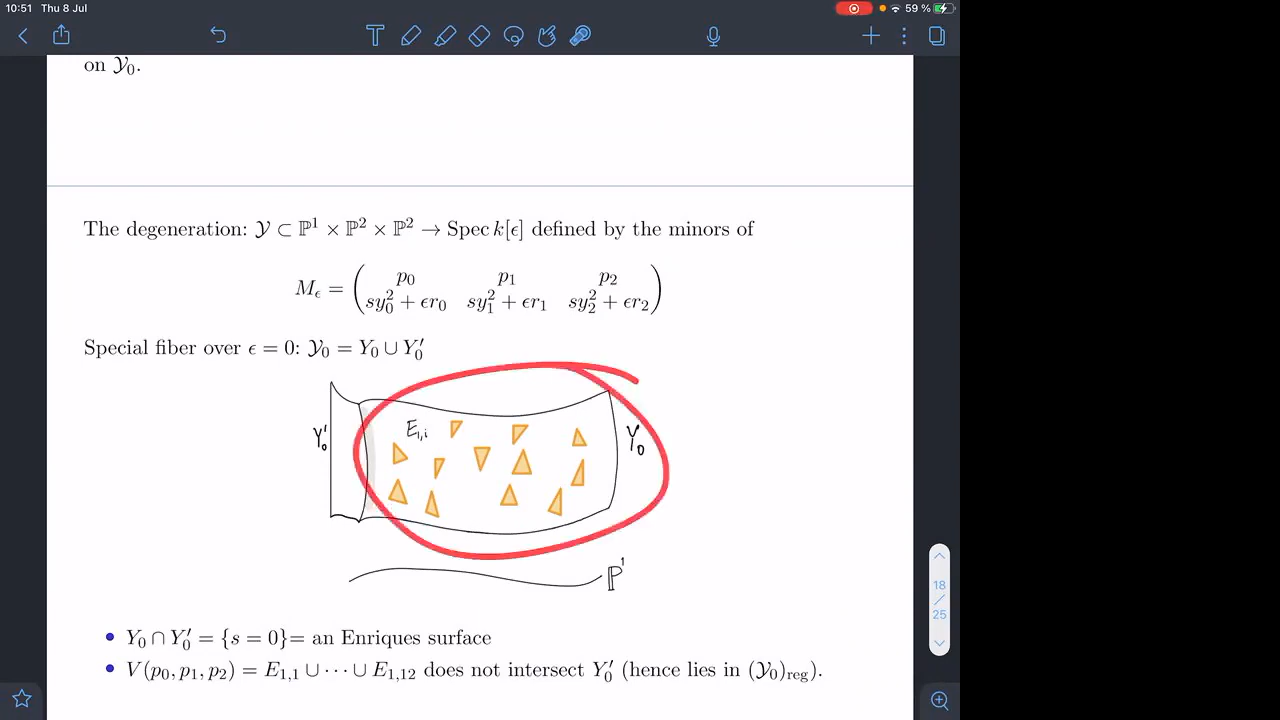 10:51 Thu 8 Jul
59 %
on 𝒴₀.
The degeneration: 𝒴 ⊂ ℙ¹ × ℙ² × ℙ² → Spec k[ϵ] defined by the minors of
p₀ p₁ p₂
M_ϵ = ( sy₀² + ϵr₀ sy₁² + ϵr₁ sy₂² + ϵr₂ )
Special fiber over ϵ = 0: 𝒴₀ = Y₀ ∪ Y₀′
Y₀′ E₁,ᵢ Y₀
ℙ¹
• Y₀ ∩ Y₀′ = {s = 0}= an Enriques surface
• V(p₀, p₁, p₂) = E₁,₁ ∪ ⋯ ∪ E₁,₁₂ does not intersect Y₀′ (hence lies in (𝒴₀)reg).
18
/
25